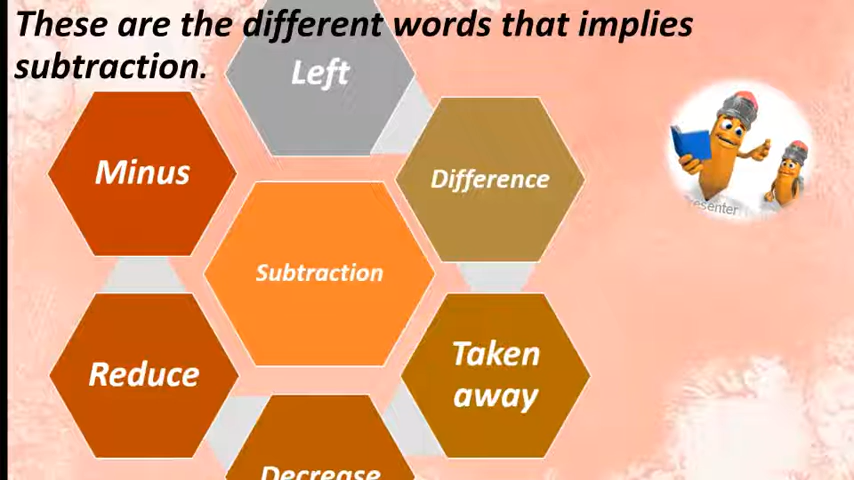 These are the different words that implies
subtraction.
Left
Minus
Difference
Subtraction
Taken
away
Reduce
Decrease